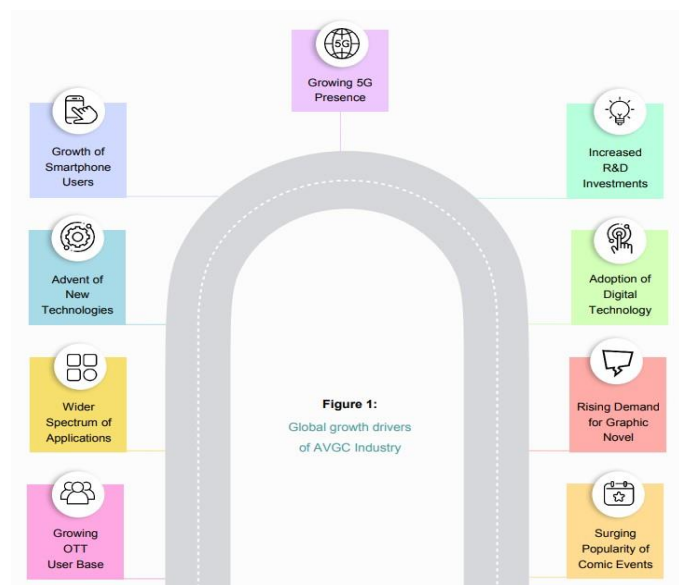 5G
Growing 5G
Presence
Growth of
Smartphone
Users
Increased
R&D
Investments
Advent of
New
Technologies
Adoption of
Digital
Technology
Wider
Spectrum of
Applications
Figure 1:
Global growth drivers
of AVGC Industry
Rising Demand
for Graphic
Novel
Growing
OTT
User Base
Surging
Popularity of
Comic Events